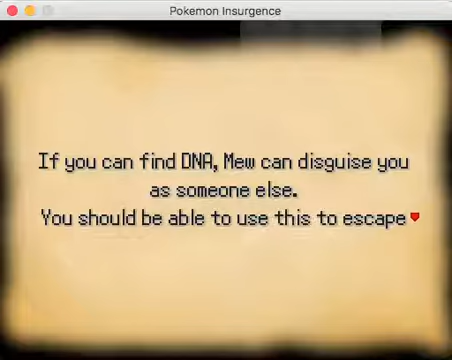 Pokemon Insurgence
If you can find DNA, Mew can disguise you
as someone else.
You should be able to use this to escape